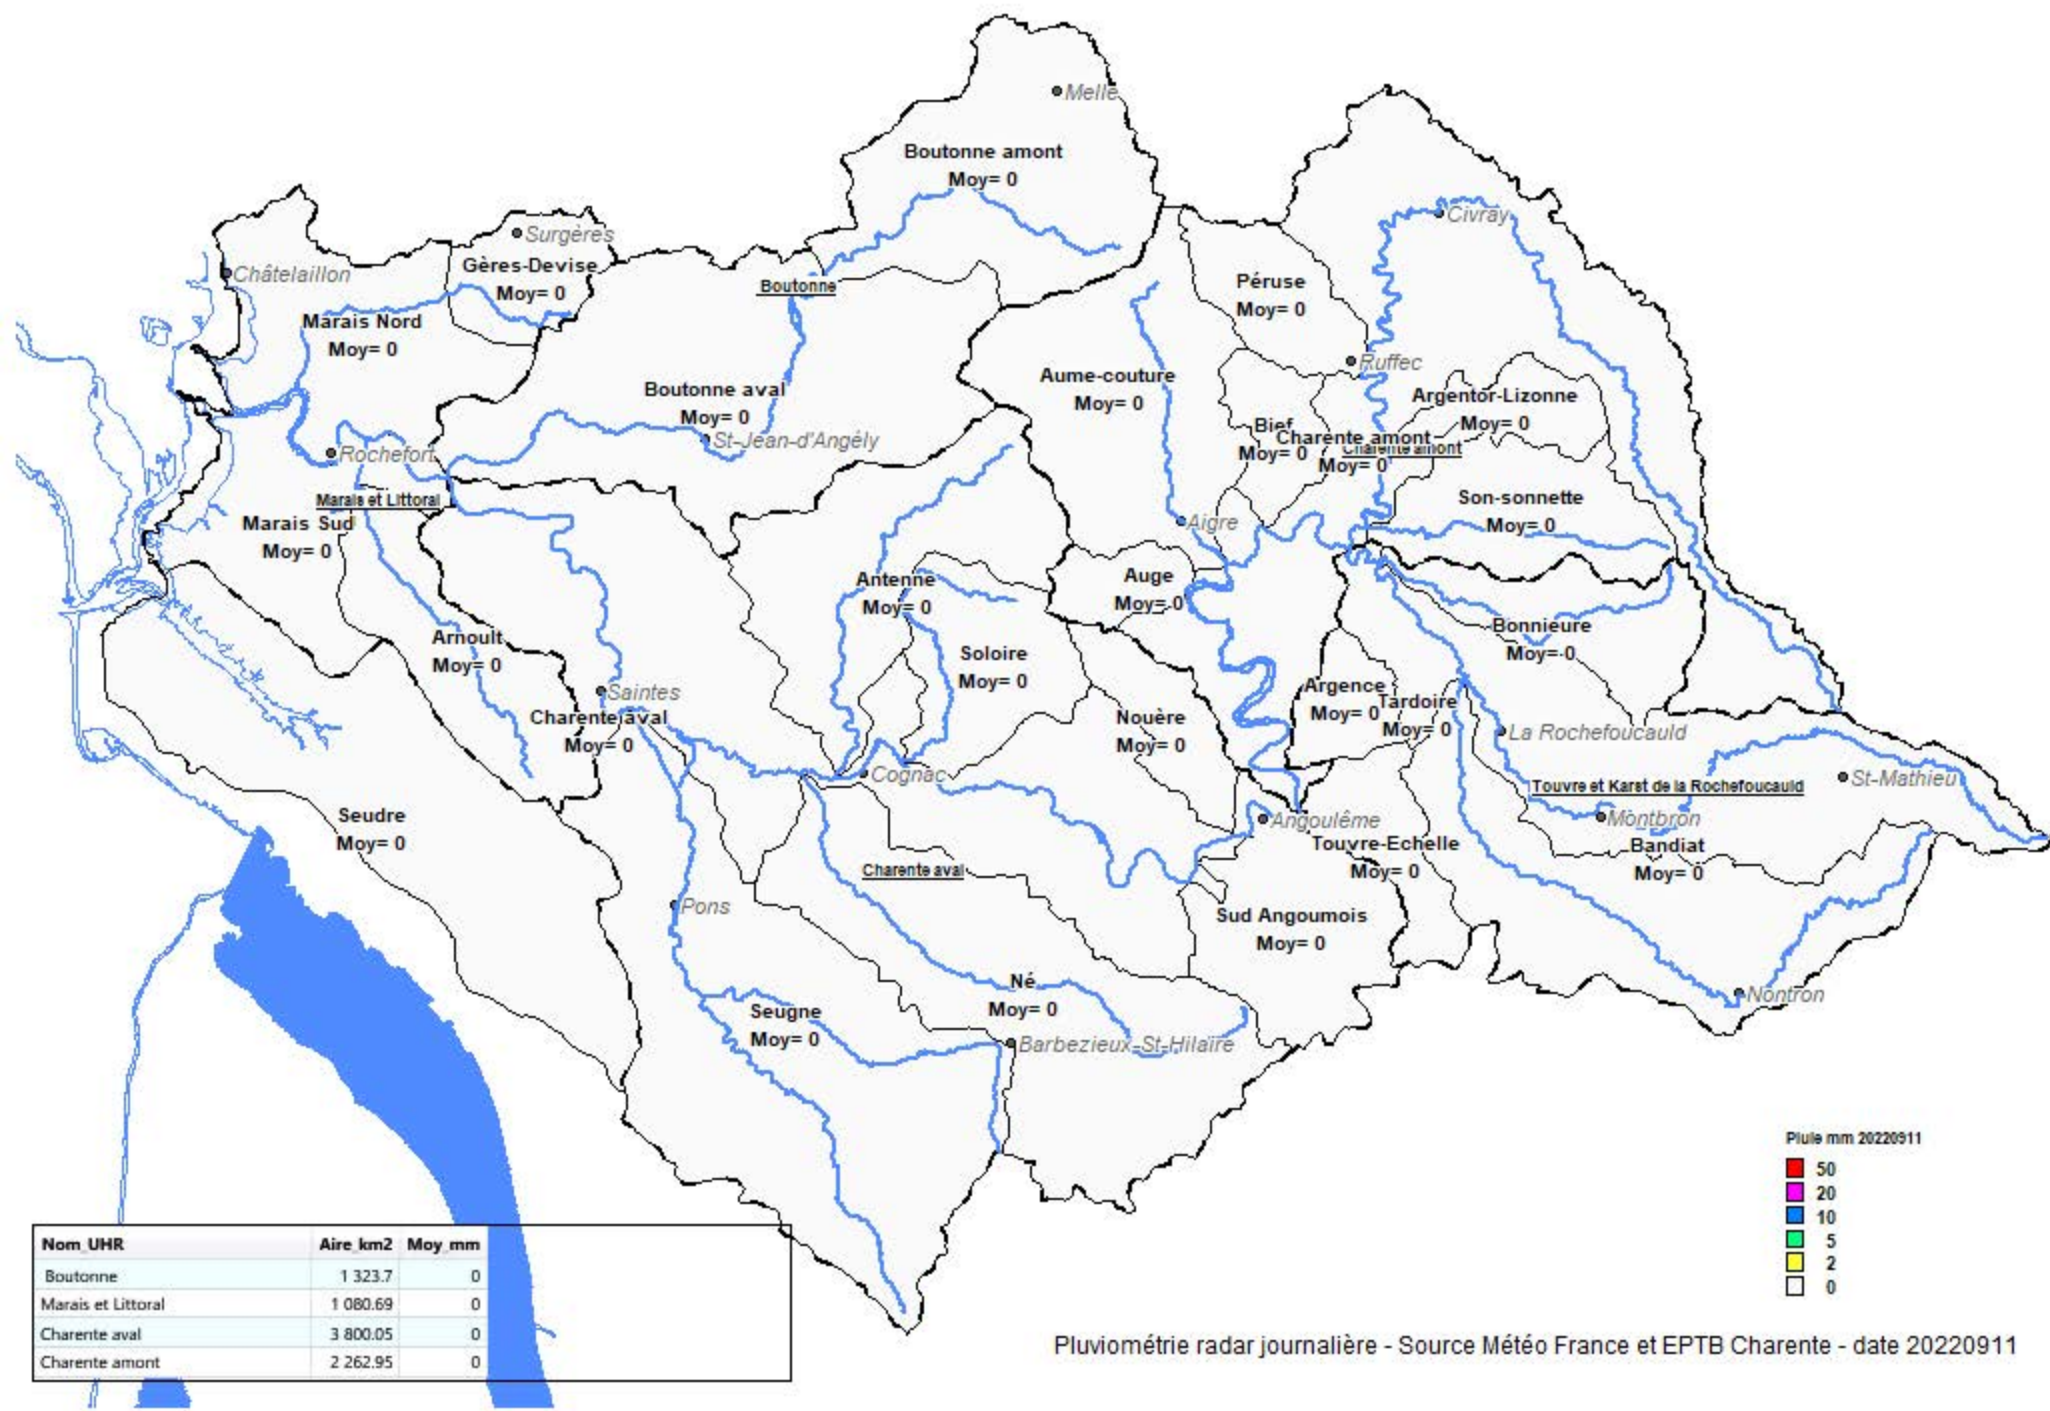 Melle
Boutonne amont
Moy= 0
Civray
Surgères
Châtelaillon
Gères-Devise
Moy= 0
Boutonne
Péruse
Moy= 0
Marais Nord
Moy= 0
Ruffec
Boutonne aval
Moy= 0
Aume-couture
Moy= 0
Argentor-Lizonne
Moy= 0
St-Jean-d'Angély
Bief
Moy= 0
Charente amont
Moy= 0
Charente amont
Rochefort
Marais et Littoral
Son-sonnette
Moy= 0
Marais Sud
Moy= 0
Aigre
Antenne
Moy= 0
Auge
Moy= 0
Bonnieure
Moy= 0
Arnoult
Moy= 0
Soloire
Moy= 0
Saintes
Charente aval
Moy= 0
Nouère
Moy= 0
Argence
Moy= 0
Tardoire
Moy= 0
La Rochefoucauld
Cognac
Touvre et Karst de la Rochefoucauld
St-Mathieu
Seudre
Moy= 0
Angoulême
Montbron
Touvre-Echelle
Moy= 0
Bandiat
Moy= 0
Charente aval
Pons
Sud Angoumois
Moy= 0
Né
Moy= 0
Nontron
Seugne
Moy= 0
Barbezieux-St-Hilaire
Pluie mm 20220911
50
20
10
5
2
0
Nom_UHR Aire_km2 Moy_mm
Boutonne 1 323.7 0
Marais et Littoral 1 080.69 0
Charente aval 3 800.05 0
Charente amont 2 262.95 0
Pluviométrie radar journalière - Source Météo France et EPTB Charente - date 20220911